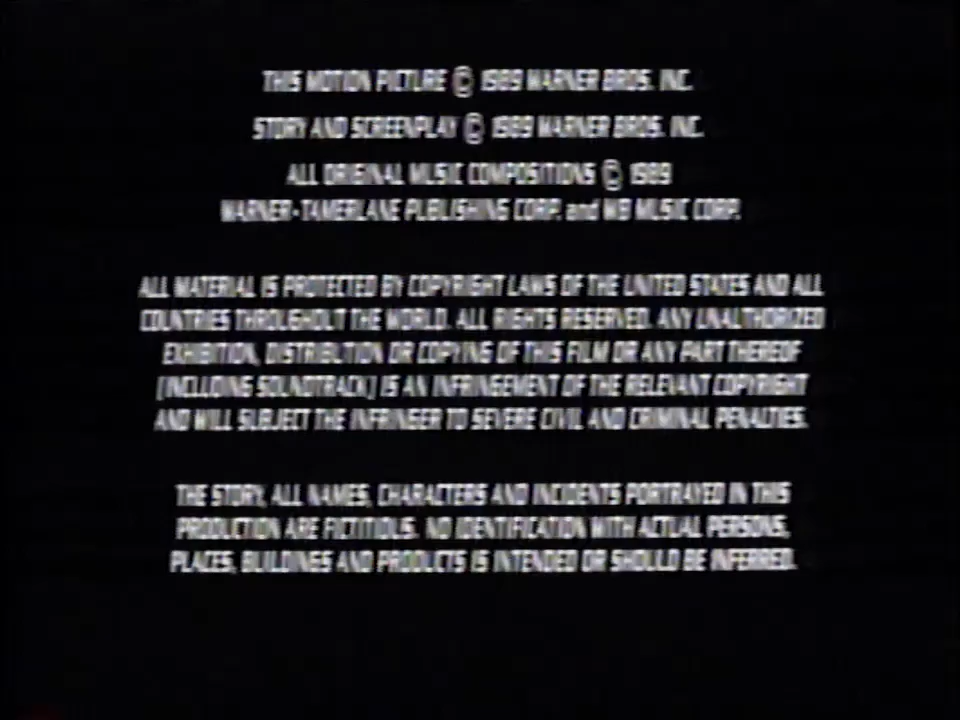 THIS MOTION PICTURE © 1989 WARNER BROS. INC.
STORY AND SCREENPLAY © 1989 WARNER BROS. INC.
ALL ORIGINAL MUSIC COMPOSITIONS © 1989
WARNER-TAMERLANE PUBLISHING CORP. and WB MUSIC CORP.
ALL MATERIAL IS PROTECTED BY COPYRIGHT LAWS OF THE UNITED STATES AND ALL
COUNTRIES THROUGHOUT THE WORLD. ALL RIGHTS RESERVED. ANY UNAUTHORIZED
EXHIBITION, DISTRIBUTION OR COPYING OF THIS FILM OR ANY PART THEREOF
(INCLUDING SOUNDTRACK) IS AN INFRINGEMENT OF THE RELEVANT COPYRIGHT
AND WILL SUBJECT THE INFRINGER TO SEVERE CIVIL AND CRIMINAL PENALTIES.
THE STORY, ALL NAMES, CHARACTERS AND INCIDENTS PORTRAYED IN THIS
PRODUCTION ARE FICTITIOUS. NO IDENTIFICATION WITH ACTUAL PERSONS,
PLACES, BUILDINGS AND PRODUCTS IS INTENDED OR SHOULD BE INFERRED.